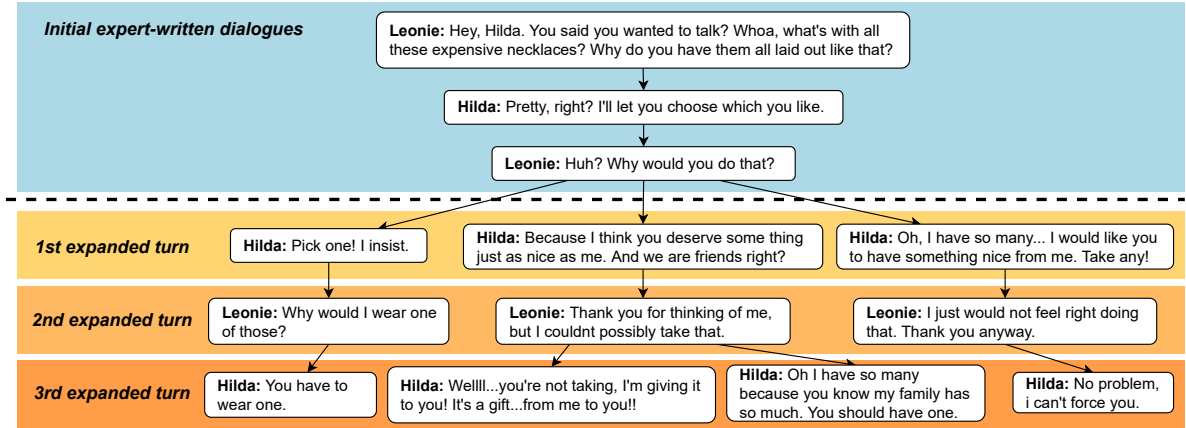 Initial expert-written dialogues
Leonie: Hey, Hilda. You said you wanted to talk? Whoa, what's with all
these expensive necklaces? Why do you have them all laid out like that?
Hilda: Pretty, right? I'll let you choose which you like.
Leonie: Huh? Why would you do that?
1st expanded turn
Hilda: Pick one! I insist.
Hilda: Because I think you deserve some thing
just as nice as me. And we are friends right?
Hilda: Oh, I have so many... I would like you
to have something nice from me. Take any!
2nd expanded turn
Leonie: Why would I wear one
of those?
Leonie: Thank you for thinking of me,
but I couldnt possibly take that.
Leonie: I just would not feel right doing
that. Thank you anyway.
3rd expanded turn
Hilda: You have to
wear one.
Hilda: Wellll...you're not taking, I'm giving it
to you! It's a gift...from me to you!!
Hilda: Oh I have so many
because you know my family has
so much. You should have one.
Hilda: No problem,
i can't force you.